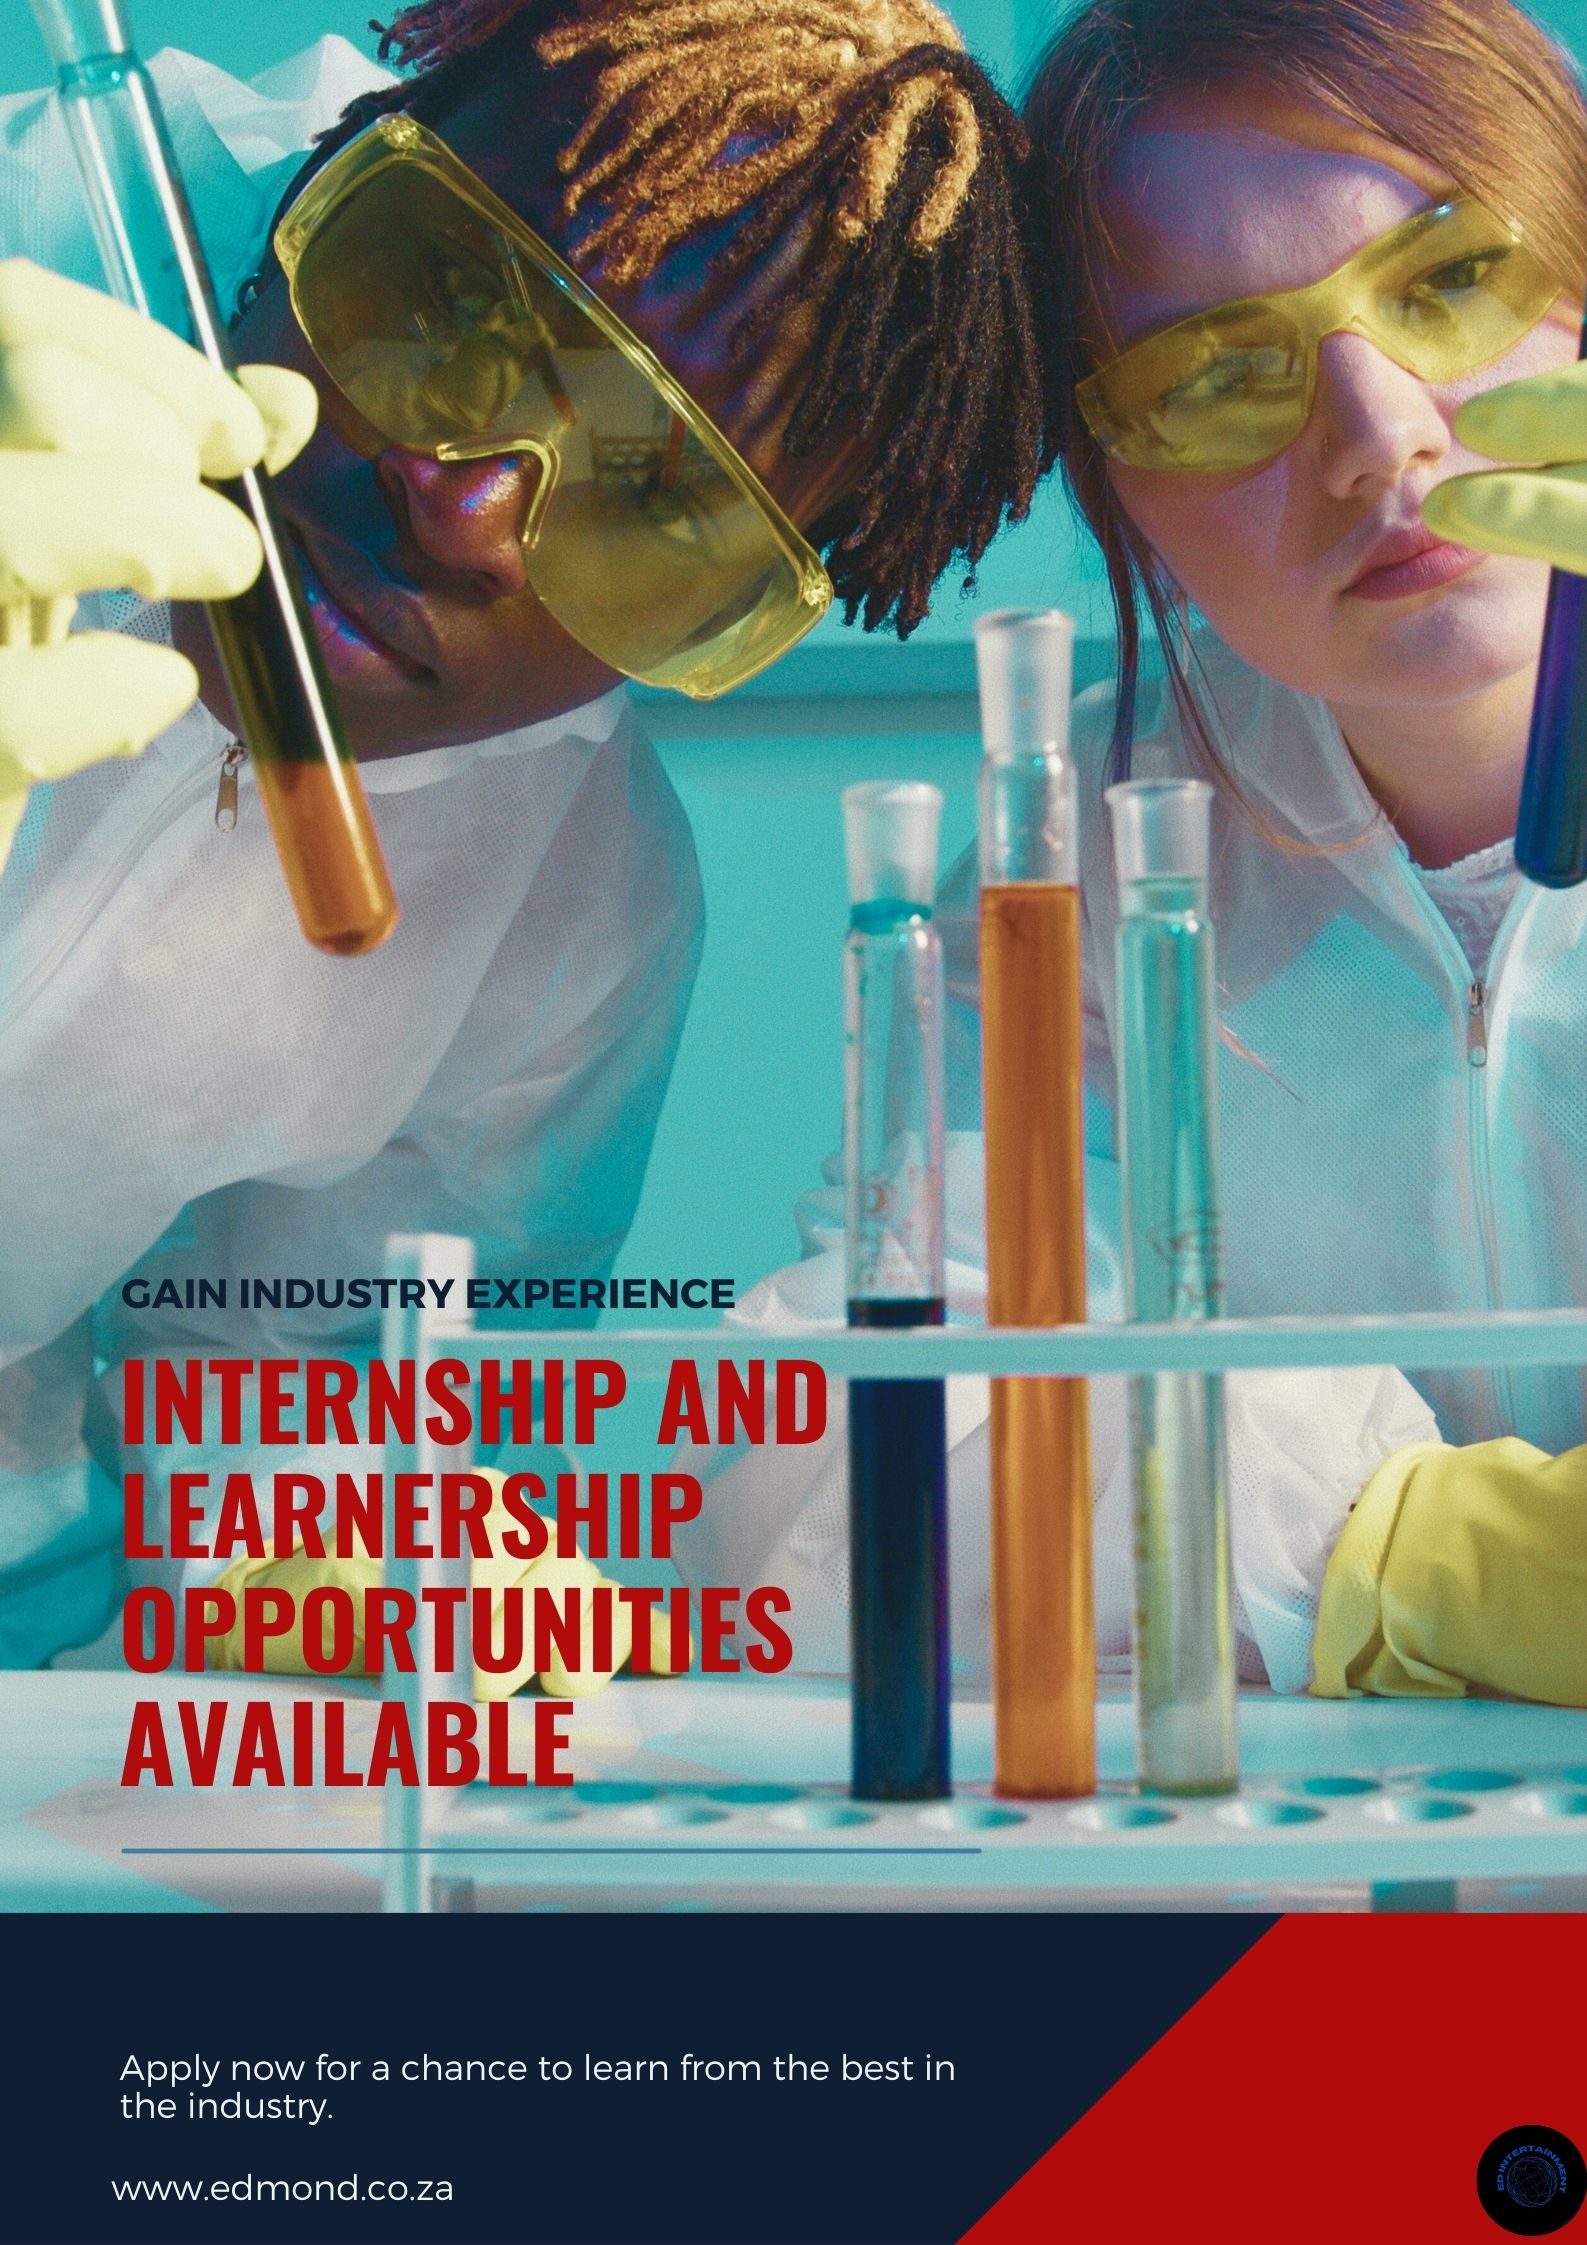 GAIN INDUSTRY EXPERIENCE
INTERNSHIP AND
LEARNERSHIP
OPPORTUNITIES
AVAILABLE
Apply now for a chance to learn from the best in
the industry.
www.edmond.co.za
ED INTERTAINMENT